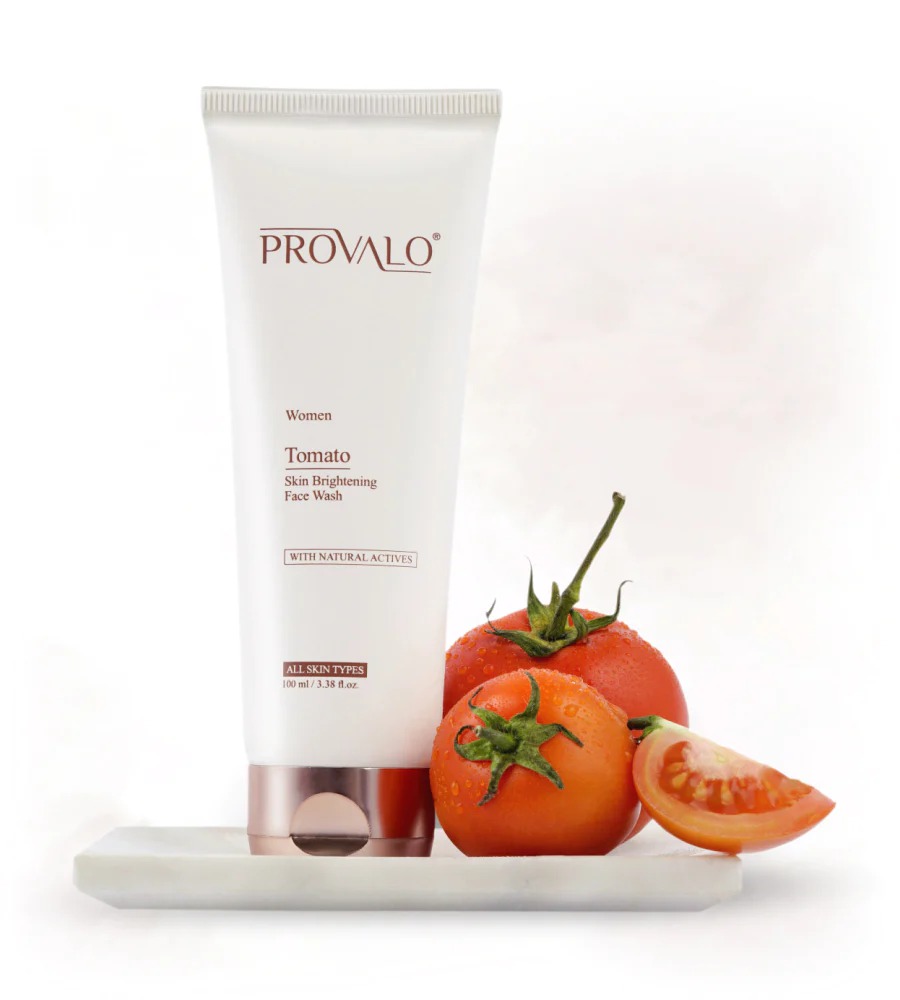 PROVALO®
Women
Tomato
Skin Brightening
Face Wash
WITH NATURAL ACTIVES
ALL SKIN TYPES
100 ml / 3.38 fl.oz.